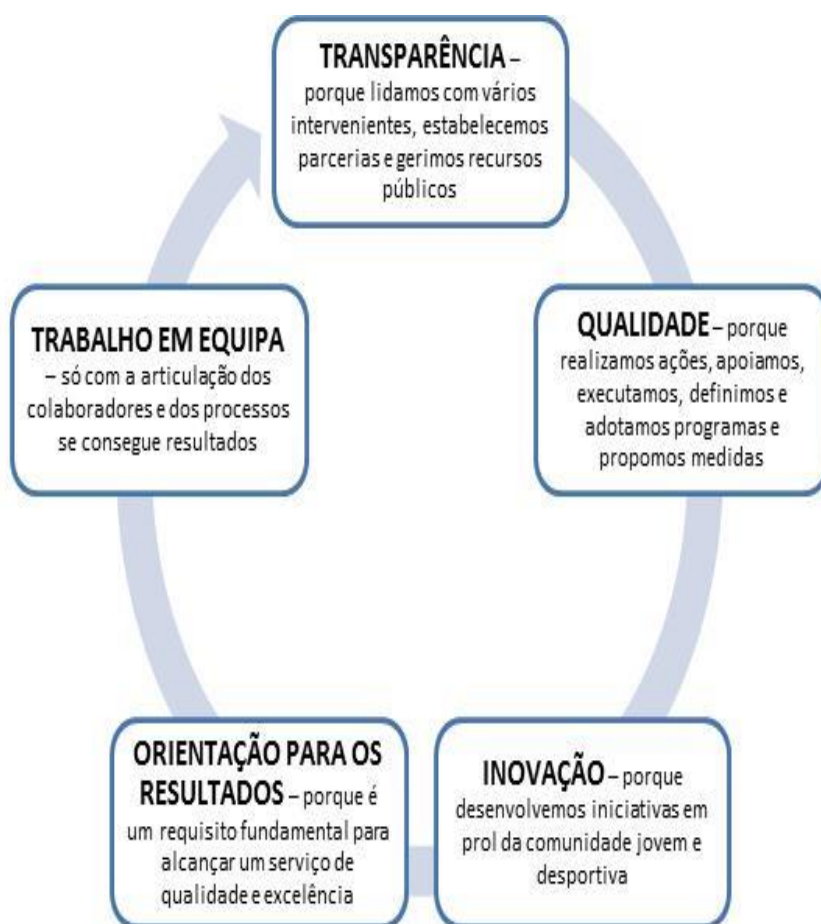 TRANSPARÊNCIA –
porque lidamos com vários
intervenientes, estabelecemos
parcerias e gerimos recursos
públicos
QUALIDADE – porque
realizamos ações, apoiamos,
executamos, definimos e
adotamos programas e
propomos medidas
INOVAÇÃO – porque
desenvolvemos iniciativas em
prol da comunidade jovem e
desportiva
ORIENTAÇÃO PARA OS
RESULTADOS – porque é
um requisito fundamental para
alcançar um serviço de
qualidade e excelência
TRABALHO EM EQUIPA
– só com a articulação dos
colaboradores e dos processos
se consegue resultados